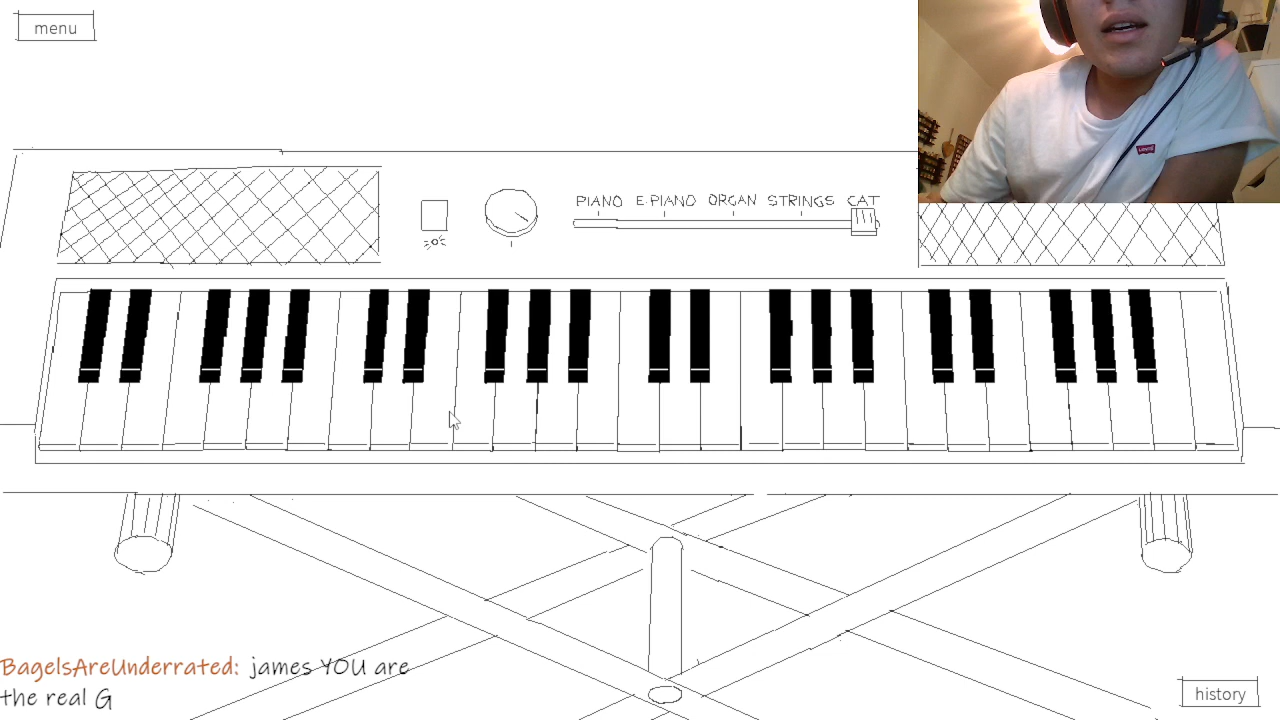 menu
PIANO E-PIANO ORGAN STRINGS CAT
BagelsAreUnderrated: james YOU are
the real G
history